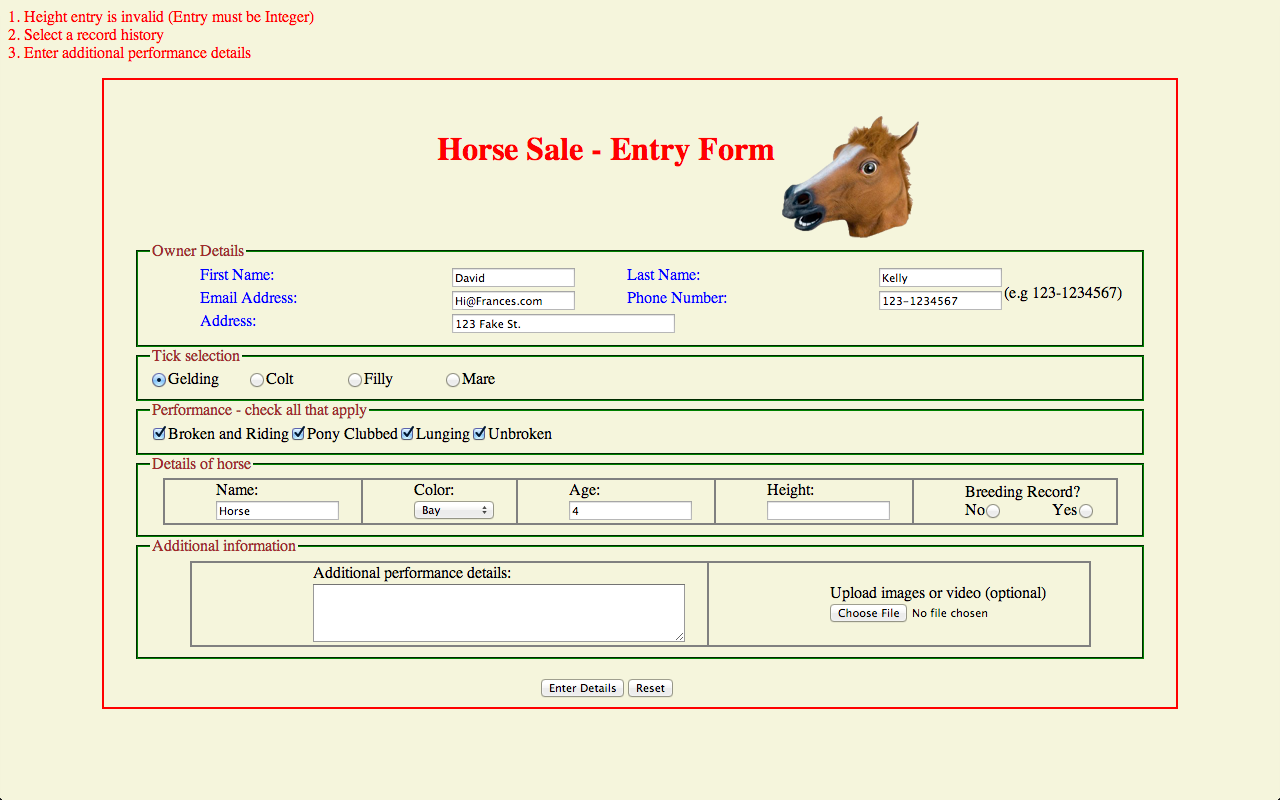 1. Height entry is invalid (Entry must be Integer)
2. Select a record history
3. Enter additional performance details
Horse Sale - Entry Form
Owner Details
First Name: David Last Name: Kelly
Email Address: Hi@Frances.com Phone Number: 123-1234567 (e.g 123-1234567)
Address: 123 Fake St.
Tick selection
Gelding Colt Filly Mare
Performance - check all that apply
Broken and Riding Pony Clubbed Lunging Unbroken
Details of horse
Name: Color: Age: Height: Breeding Record?
Horse Bay 4 No Yes
Additional information
Additional performance details:
Upload images or video (optional)
Choose File No file chosen
Enter Details Reset